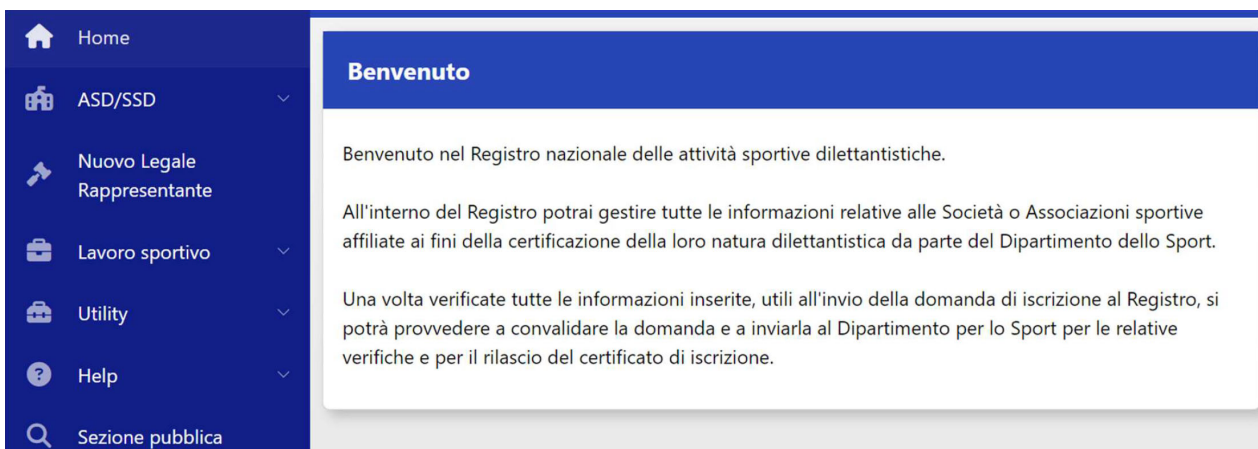 Home
ASD/SSD
Nuovo Legale
Rappresentante
Lavoro sportivo
Utility
Help
Sezione pubblica
Benvenuto
Benvenuto nel Registro nazionale delle attività sportive dilettantistiche.
All'interno del Registro potrai gestire tutte le informazioni relative alle Società o Associazioni sportive
affiliate ai fini della certificazione della loro natura dilettantistica da parte del Dipartimento dello Sport.
Una volta verificate tutte le informazioni inserite, utili all'invio della domanda di iscrizione al Registro, si
potrà provvedere a convalidare la domanda e a inviarla al Dipartimento per lo Sport per le relative
verifiche e per il rilascio del certificato di iscrizione.